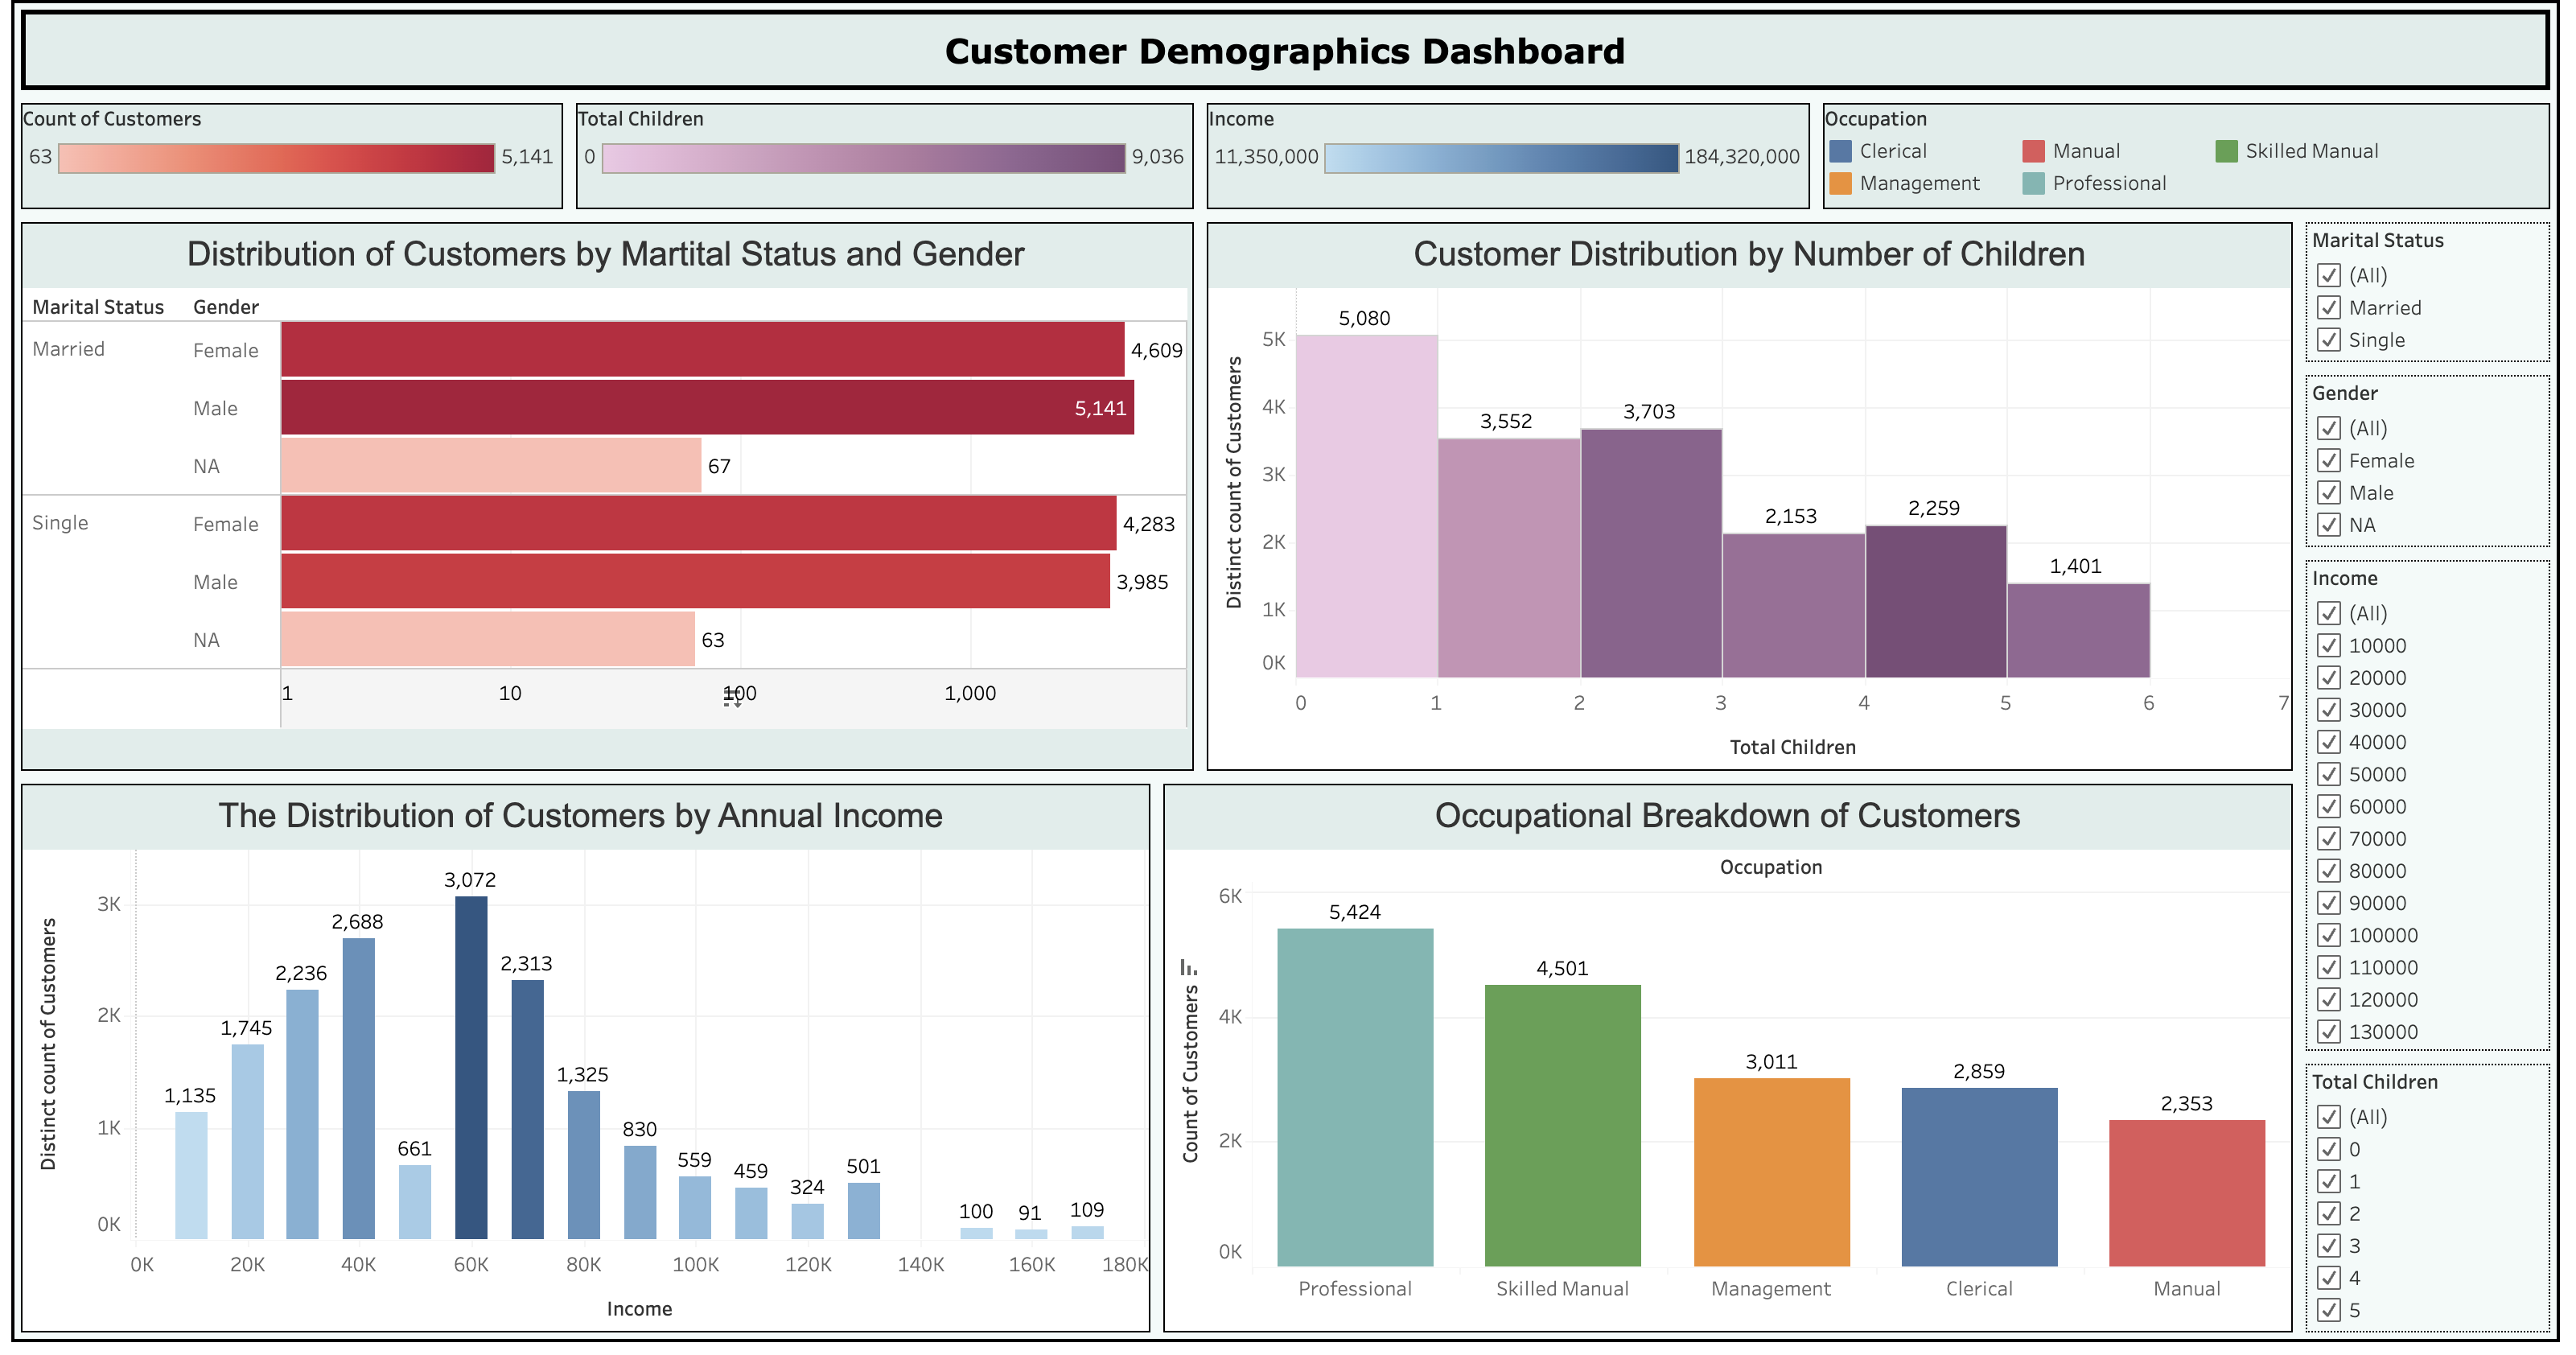 Customer Demographics Dashboard
Count of Customers
63 5,141
Total Children
0 9,036
Income
11,350,000 184,320,000
Occupation
Clerical Manual Skilled Manual
Management Professional
Distribution of Customers by Martital Status and Gender
Marital Status Gender
Married Female 4,609
Male 5,141
NA 67
Single Female 4,283
Male 3,985
NA 63
1 10 100 1,000
Customer Distribution by Number of Children
Distinct count of Customers
5K
4K
3K
2K
1K
0K
5,080
3,552
3,703
2,153
2,259
1,401
0 1 2 3 4 5 6 7
Total Children
The Distribution of Customers by Annual Income
Distinct count of Customers
3K
2K
1K
0K
1,135
1,745
2,236
2,688
661
3,072
2,313
1,325
830
559
459
324
501
100
91
109
0K 20K 40K 60K 80K 100K 120K 140K 160K 180K
Income
Occupational Breakdown of Customers
Occupation
Count of Customers
6K
4K
2K
0K
5,424
4,501
3,011
2,859
2,353
Professional Skilled Manual Management Clerical Manual
Marital Status
(All)
Married
Single
Gender
(All)
Female
Male
NA
Income
(All)
10000
20000
30000
40000
50000
60000
70000
80000
90000
100000
110000
120000
130000
Total Children
(All)
0
1
2
3
4
5